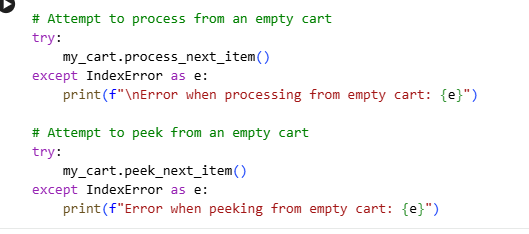 # Attempt to process from an empty cart
try:
    my_cart.process_next_item()
except IndexError as e:
    print(f"\nError when processing from empty cart: {e}")

# Attempt to peek from an empty cart
try:
    my_cart.peek_next_item()
except IndexError as e:
    print(f"Error when peeking from empty cart: {e}")